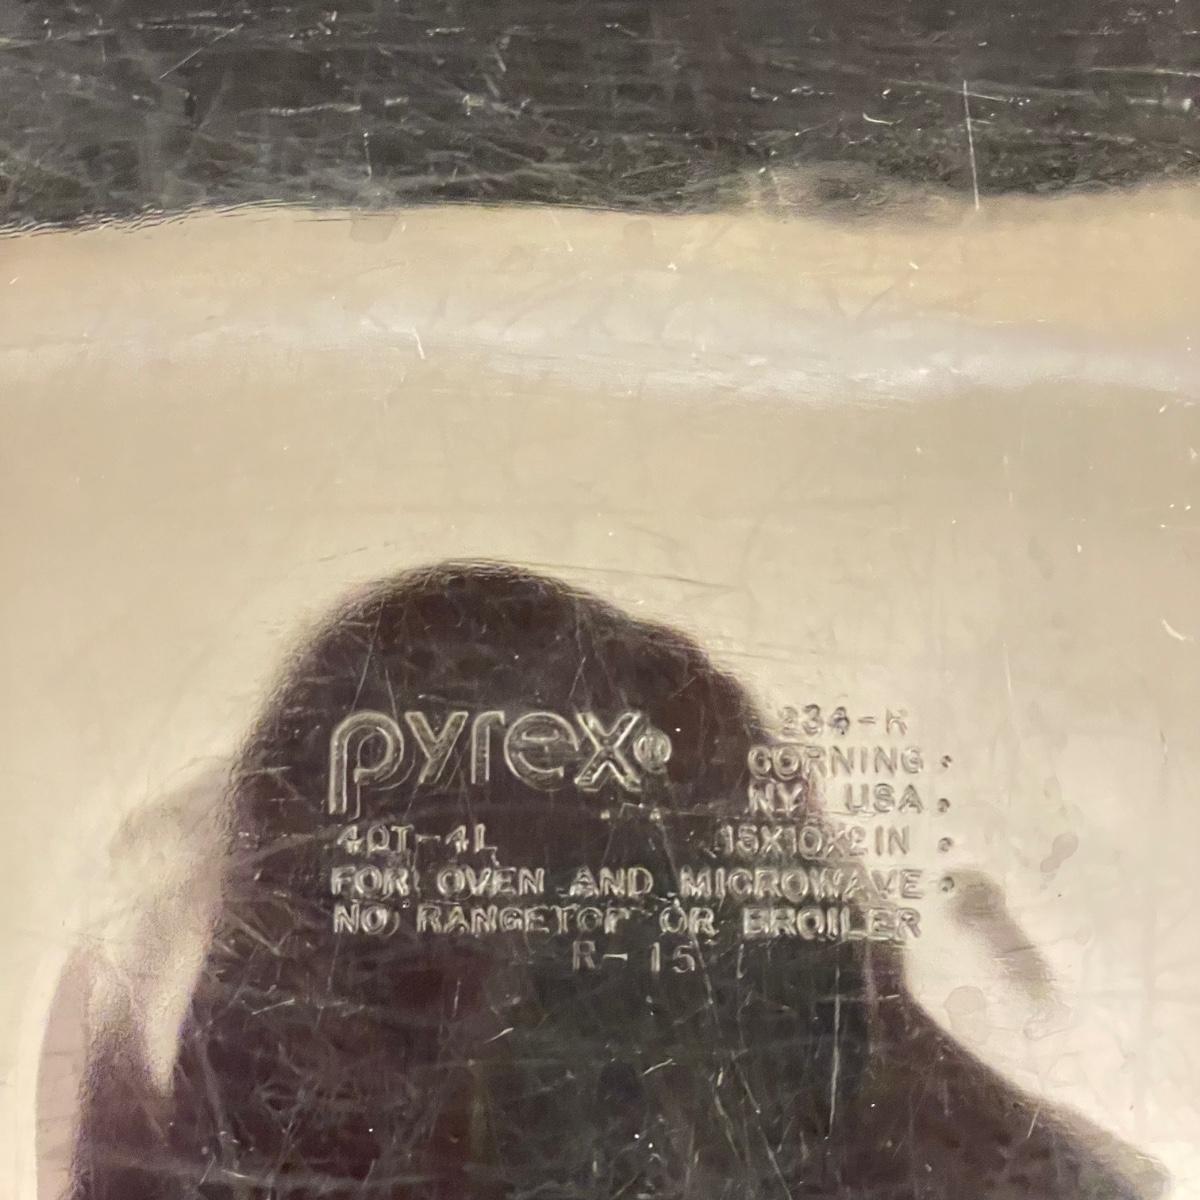 pyrex® 234-R
CORNING
NY USA
4QT-4L 15X10X2IN
FOR OVEN AND MICROWAVE
NO RANGETOP OR BROILER
R-15